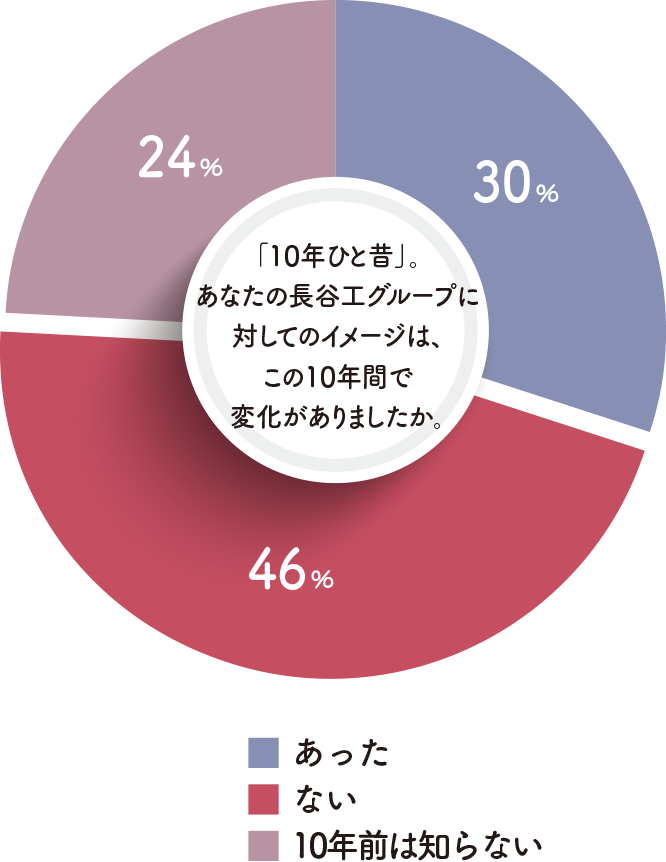 24%
30%
「10年ひと昔」。
あなたの長谷工グループに
対してのイメージは、
この10年間で
変化がありましたか。
46%
あった
ない
10年前は知らない